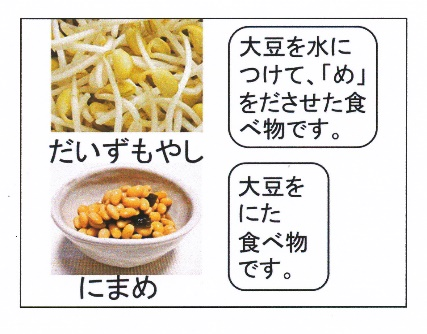 大豆を水に
つけて、「め」
をださせた食
べ物です。
だいずもやし
大豆を
にた
食べ物
です。
にまめ